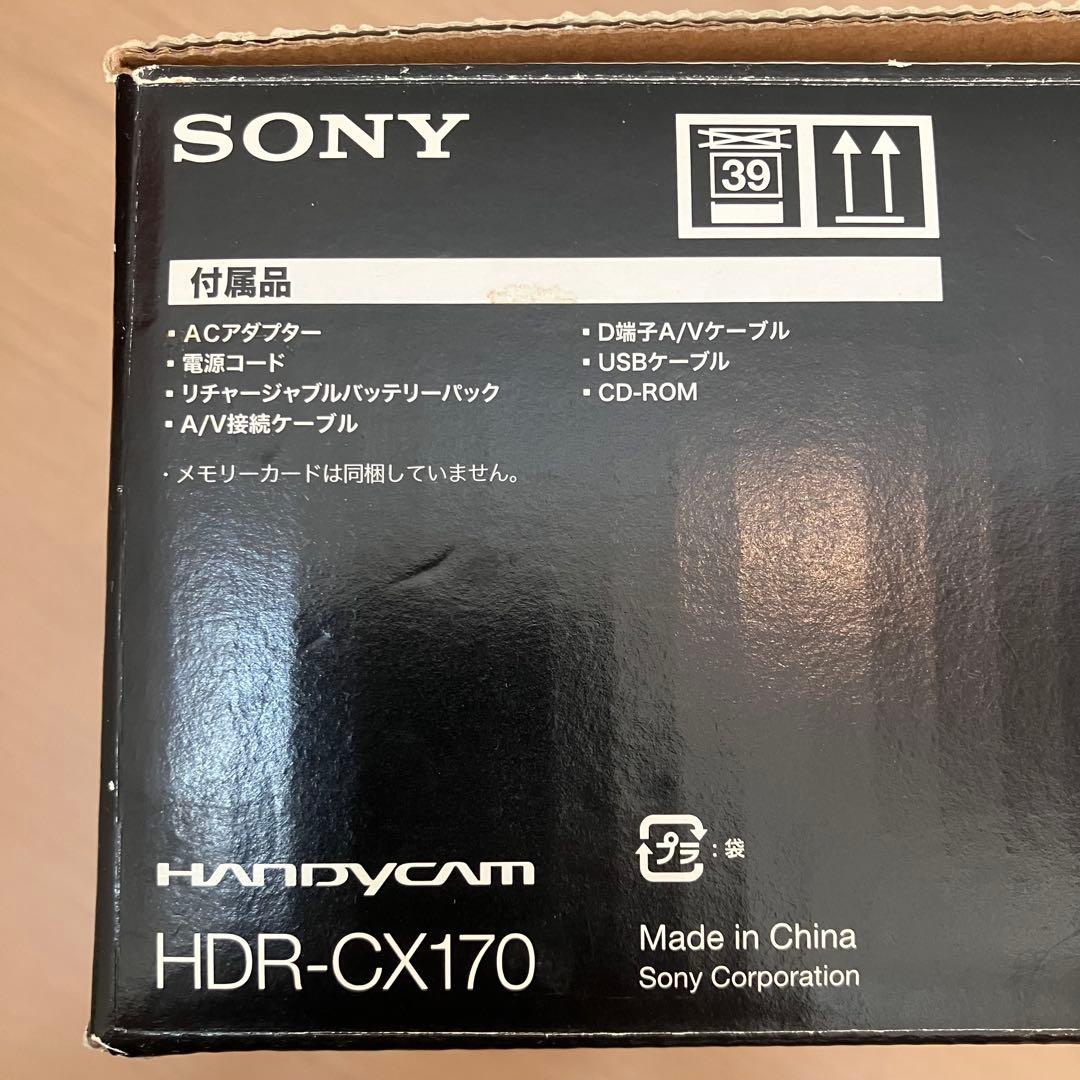 SONY
39
付属品
▪ ACアダプター
▪ 電源コード
▪ リチャージャブルバッテリーパック
▪ A/V接続ケーブル
▪ D端子A/Vケーブル
▪ USBケーブル
▪ CD-ROM
・メモリーカードは同梱していません。
プラ : 袋
HANDYCAM
HDR-CX170
Made in China
Sony Corporation